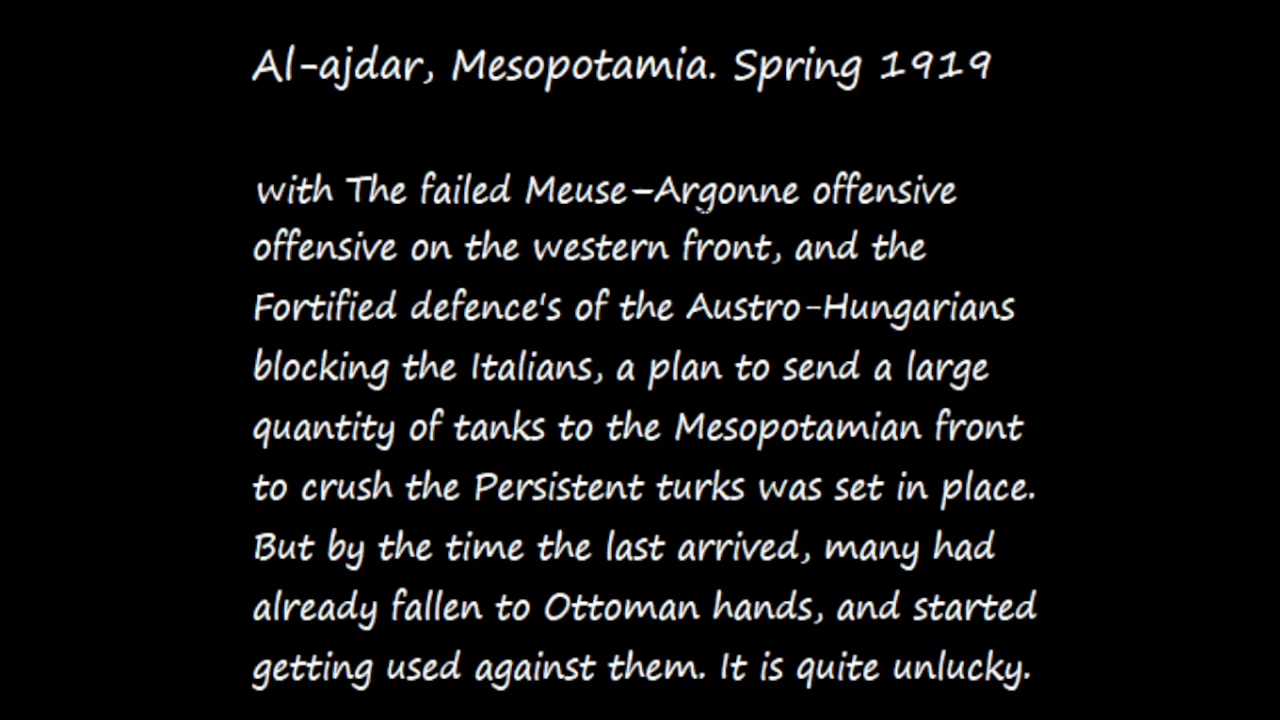 Al-ajdar, Mesopotamia. Spring 1919
with The failed Meuse–Argonne offensive
offensive on the western front, and the
Fortified defence's of the Austro-Hungarians
blocking the Italians, a plan to send a large
quantity of tanks to the Mesopotamian front
to crush the Persistent turks was set in place.
But by the time the last arrived, many had
already fallen to Ottoman hands, and started
getting used against them. It is quite unlucky.